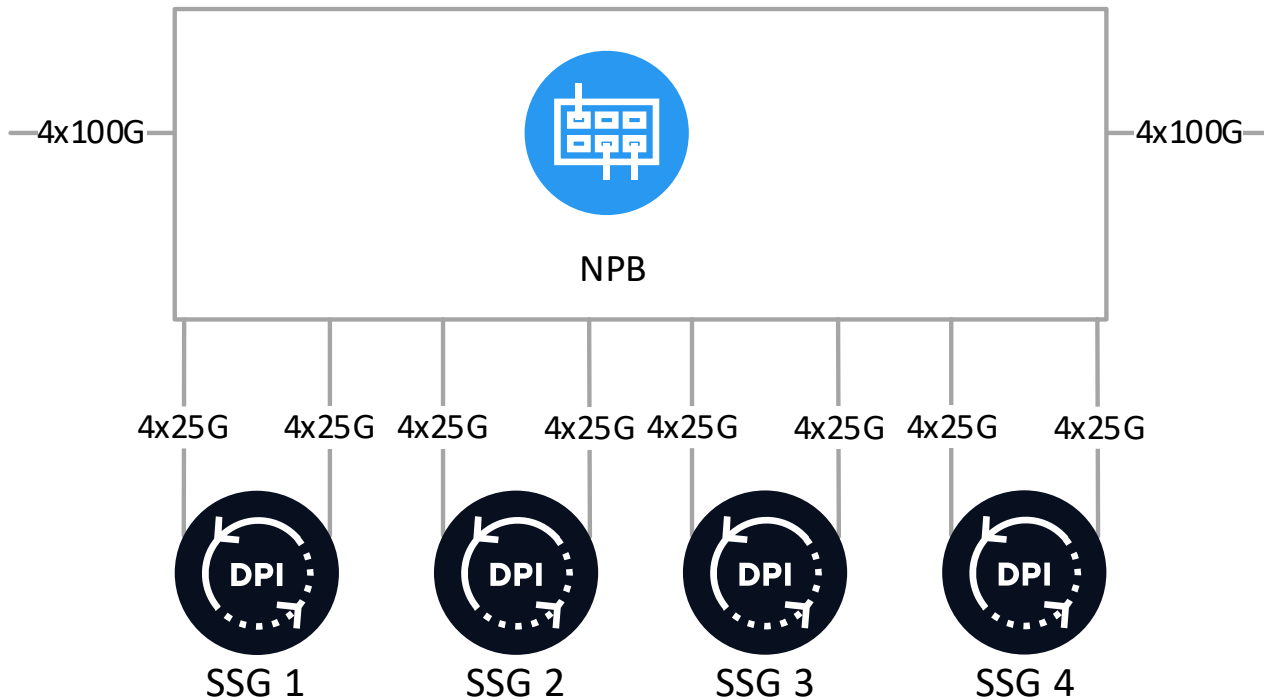 4x100G
4x100G
NPB
4x25G 4x25G 4x25G 4x25G 4x25G 4x25G 4x25G 4x25G
DPI DPI DPI DPI
SSG 1 SSG 2 SSG 3 SSG 4